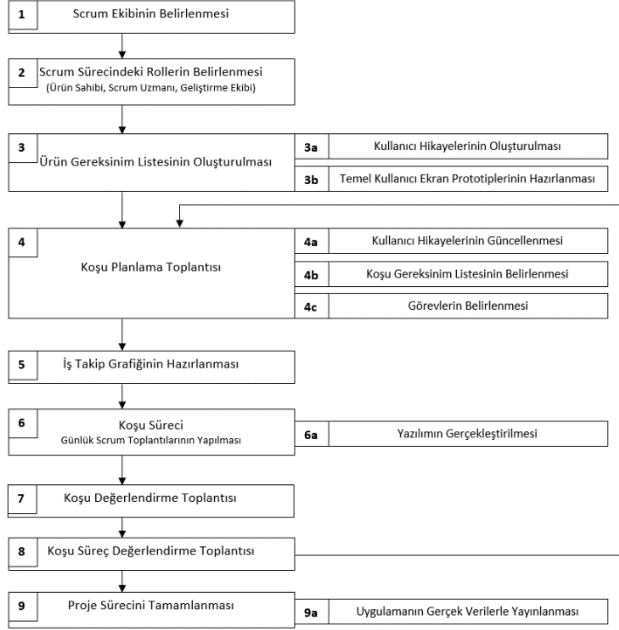 1
Scrum Ekibinin Belirlenmesi
2
Scrum Sürecindeki Rollerin Belirlenmesi
(Ürün Sahibi, Scrum Uzmanı, Geliştirme Ekibi)
3
Ürün Gereksinim Listesinin Oluşturulması
3a
Kullanıcı Hikayelerinin Oluşturulması
3b
Temel Kullanıcı Ekran Prototiplerinin Hazırlanması
4
Koşu Planlama Toplantısı
4a
Kullanıcı Hikayelerinin Güncellenmesi
4b
Koşu Gereksinim Listesinin Belirlenmesi
4c
Görevlerin Belirlenmesi
5
İş Takip Grafiğinin Hazırlanması
6
Koşu Süreci
Günlük Scrum Toplantılarının Yapılması
6a
Yazılımın Gerçekleştirilmesi
7
Koşu Değerlendirme Toplantısı
8
Koşu Süreç Değerlendirme Toplantısı
9
Proje Sürecini Tamamlanması
9a
Uygulamanın Gerçek Verilerle Yayınlanması